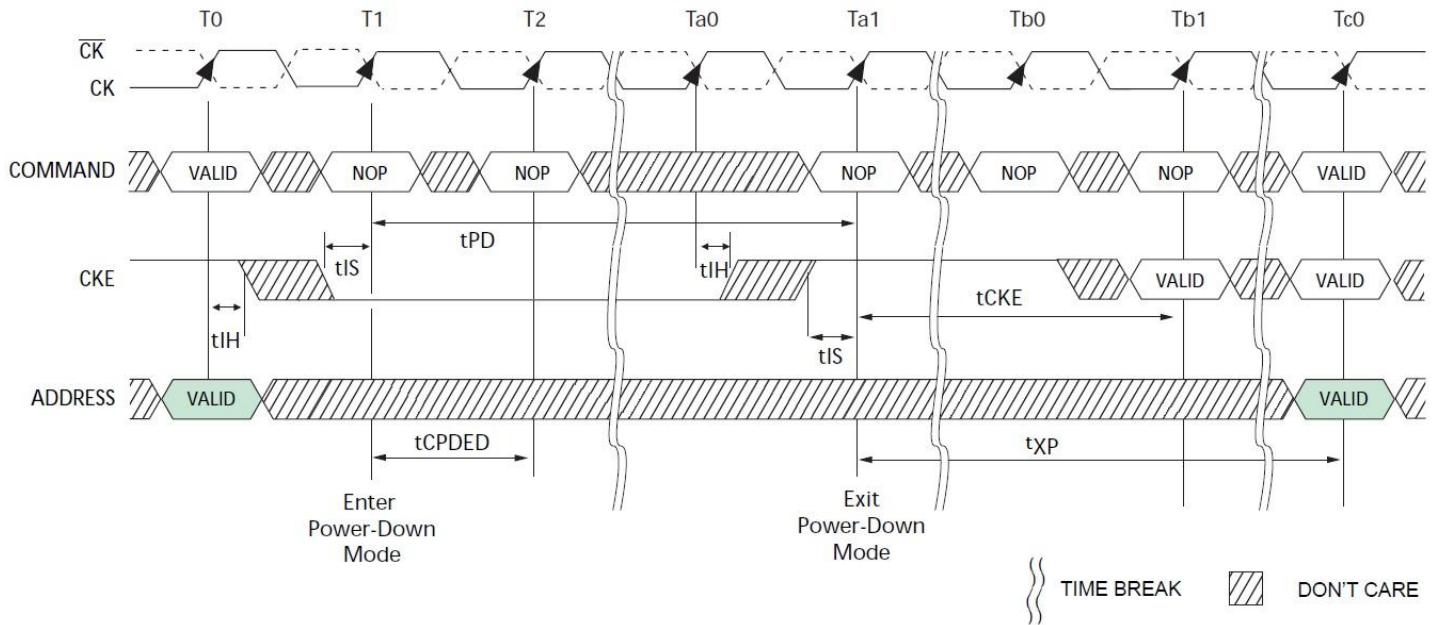 T0 T1 T2 Ta0 Ta1 Tb0 Tb1 Tc0
CK
CK
COMMAND VALID NOP NOP NOP NOP NOP VALID
tPD
tIS tIH
CKE VALID VALID
tCKE
tIH tIS
ADDRESS VALID VALID
tCPDED tXP
Enter
Power-Down
Mode
Exit
Power-Down
Mode
TIME BREAK DON'T CARE